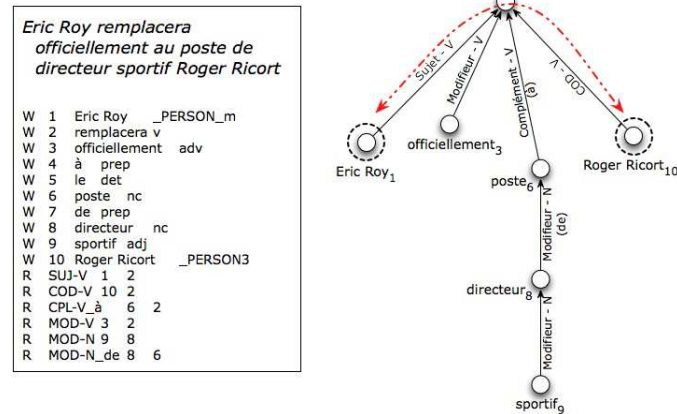 Eric Roy remplacera
officiellement au poste de
directeur sportif Roger Ricort
W 1 Eric Roy _PERSON_m
W 2 remplacera v
W 3 officiellement adv
W 4 à prep
W 5 le det
W 6 poste nc
W 7 de prep
W 8 directeur nc
W 9 sportif adj
W 10 Roger Ricort _PERSON3
R SUJ-V 1 2
R COD-V 10 2
R CPL-V_à 6 2
R MOD-V 3 2
R MOD-N 9 8
R MOD-N_de 8 6
Sujet - V
Modifieur - V
Complément - V
(à)
COD - V
Eric Roy1
officiellement3
Roger Ricort10
poste6
Modifieur - N
(de)
directeur8
Modifieur - N
sportif9